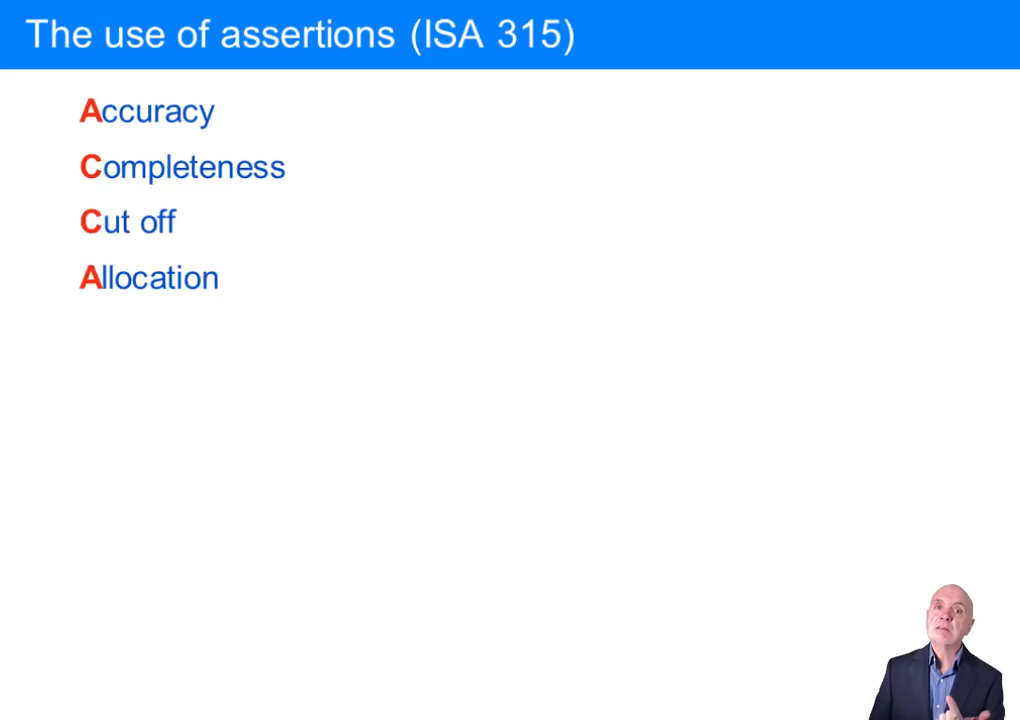 The use of assertions (ISA 315)
Accuracy
Completeness
Cut off
Allocation